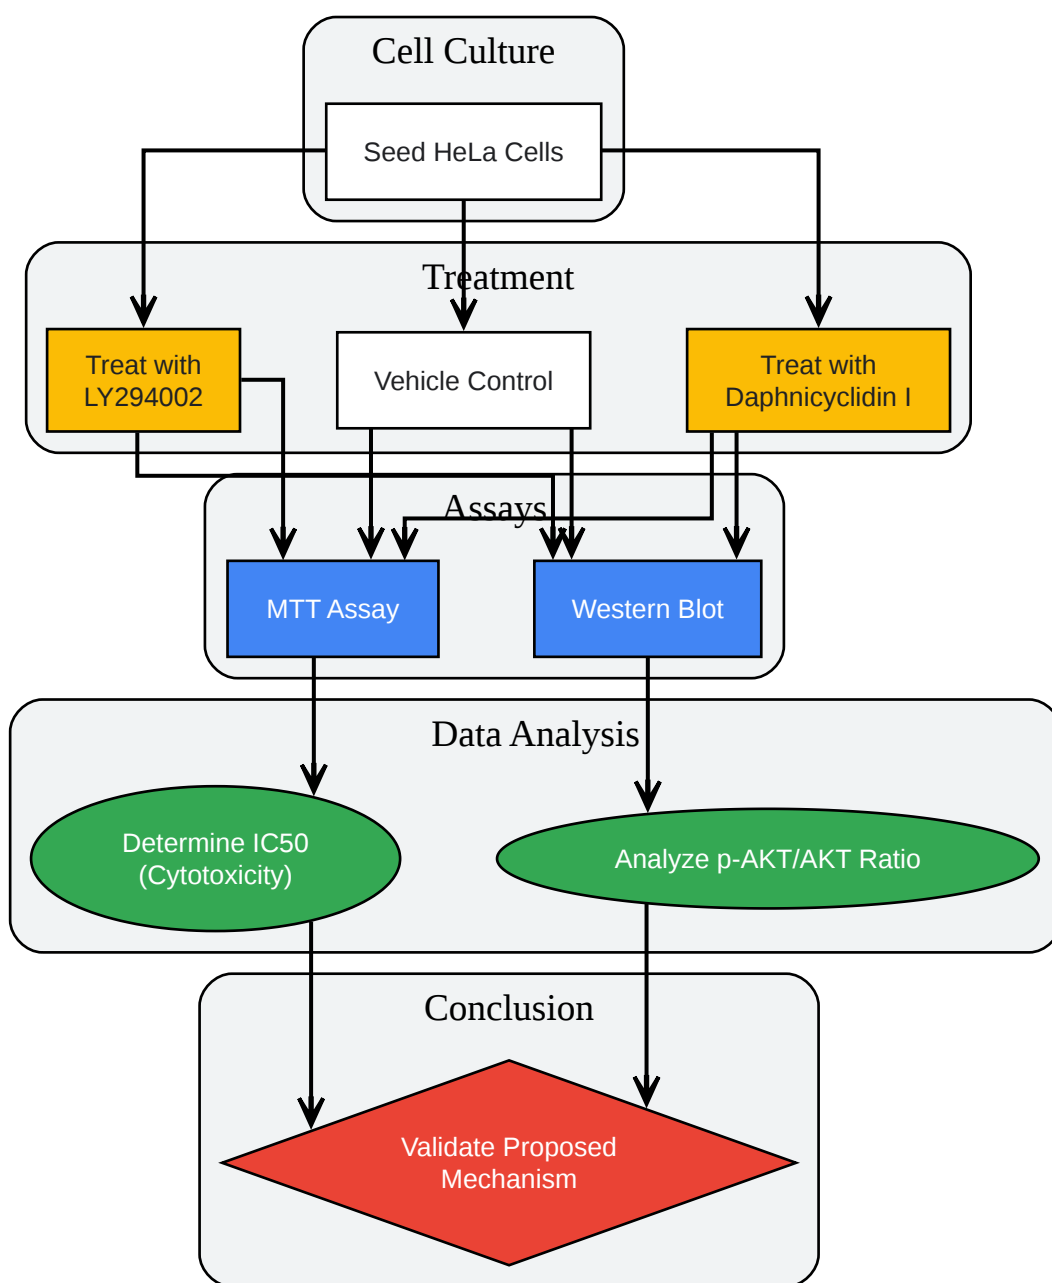 Cell Culture
Seed HeLa Cells
Treatment
Treat with
LY294002
Vehicle Control
Treat with
Daphnicyclidin I
Assays
MTT Assay
Western Blot
Data Analysis
Determine IC50
(Cytotoxicity)
Analyze p-AKT/AKT Ratio
Conclusion
Validate Proposed
Mechanism